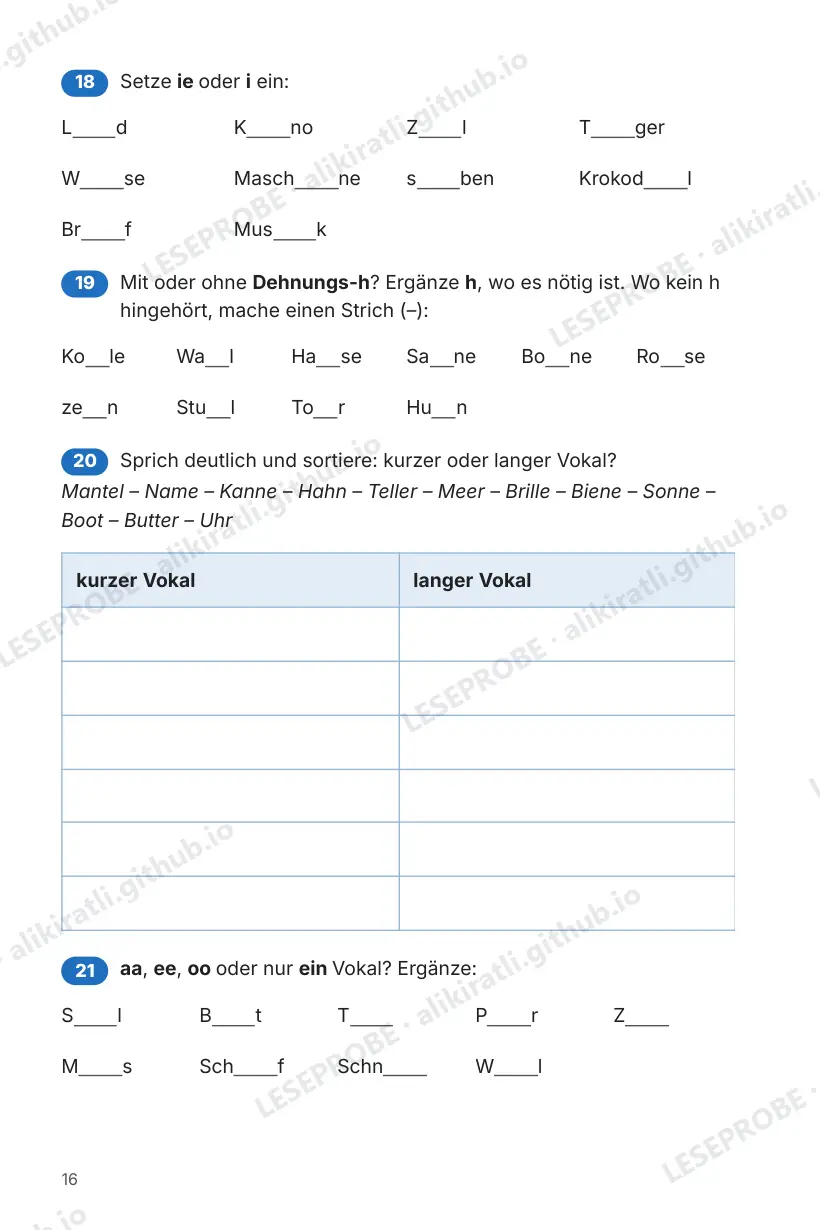 18 Setze ie oder i ein:
L____d K____no Z____l T____ger
W____se Masch____ne s____ben Krokod____l
Br____f Mus____k
19 Mit oder ohne Dehnungs-h? Ergänze h, wo es nötig ist. Wo kein h
hingehört, mache einen Strich (–):
Ko__le Wa__l Ha__se Sa__ne Bo__ne Ro__se
ze__n Stu__l To__r Hu__n
20 Sprich deutlich und sortiere: kurzer oder langer Vokal?
Mantel – Name – Kanne – Hahn – Teller – Meer – Brille – Biene – Sonne –
Boot – Butter – Uhr
kurzer Vokal langer Vokal
21 aa, ee, oo oder nur ein Vokal? Ergänze:
S____l B____t T____ P____r Z____
M____s Sch____f Schn____ W____l
16
LESEPROBE · alikiratli.github.io